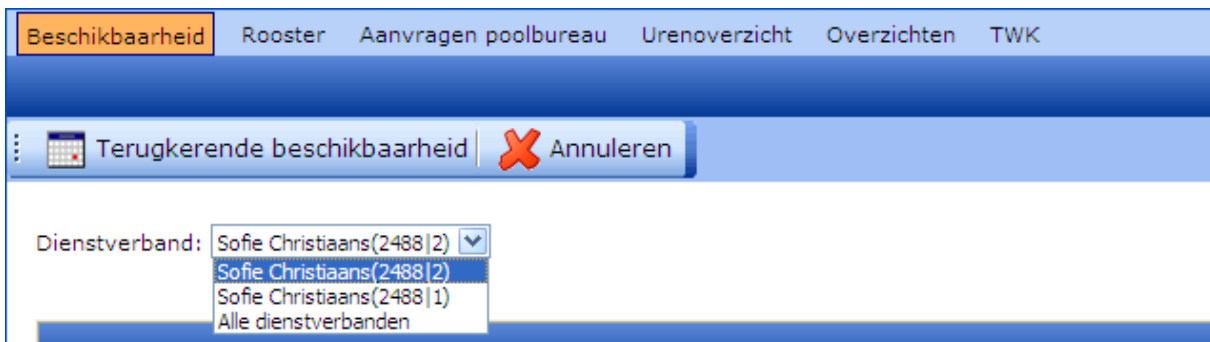 Beschikbaarheid Rooster Aanvragen poolbureau Urenoverzicht Overzichten TWK
Terugkerende beschikbaarheid Annuleren
Dienstverband: Sofie Christiaans(2488|2)
Sofie Christiaans(2488|2)
Sofie Christiaans(2488|1)
Alle dienstverbanden